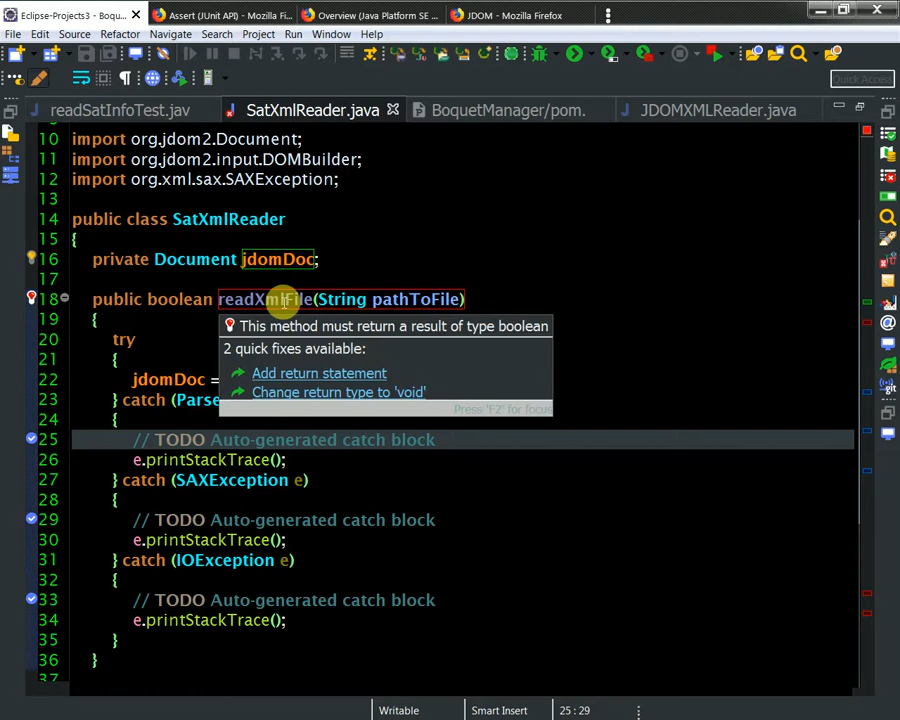 Eclipse-Projects3 - Boq...
Assert (JUnit API) - Mozilla Fi...
Overview (Java Platform SE ...
JDOM - Mozilla Firefox
File Edit Source Refactor Navigate Search Project Run Window Help
Quick Access
readSatInfoTest.jav
SatXmlReader.java
BoquetManager/pom.
JDOMXMLReader.java
10 import org.jdom2.Document;
11 import org.jdom2.input.DOMBuilder;
12 import org.xml.sax.SAXException;
13
14 public class SatXmlReader
15 {
16 private Document jdomDoc;
17
18 public boolean readXmlFile(String pathToFile)
19 {
This method must return a result of type boolean
20 try
2 quick fixes available:
21 {
Add return statement
22 jdomDoc =
Change return type to 'void'
23 } catch (Parse
Press 'F2' for focus
24 {
25 // TODO Auto-generated catch block
26 e.printStackTrace();
27 } catch (SAXException e)
28 {
29 // TODO Auto-generated catch block
30 e.printStackTrace();
31 } catch (IOException e)
32 {
33 // TODO Auto-generated catch block
34 e.printStackTrace();
35 }
36 }
37
Writable Smart Insert 25 : 29